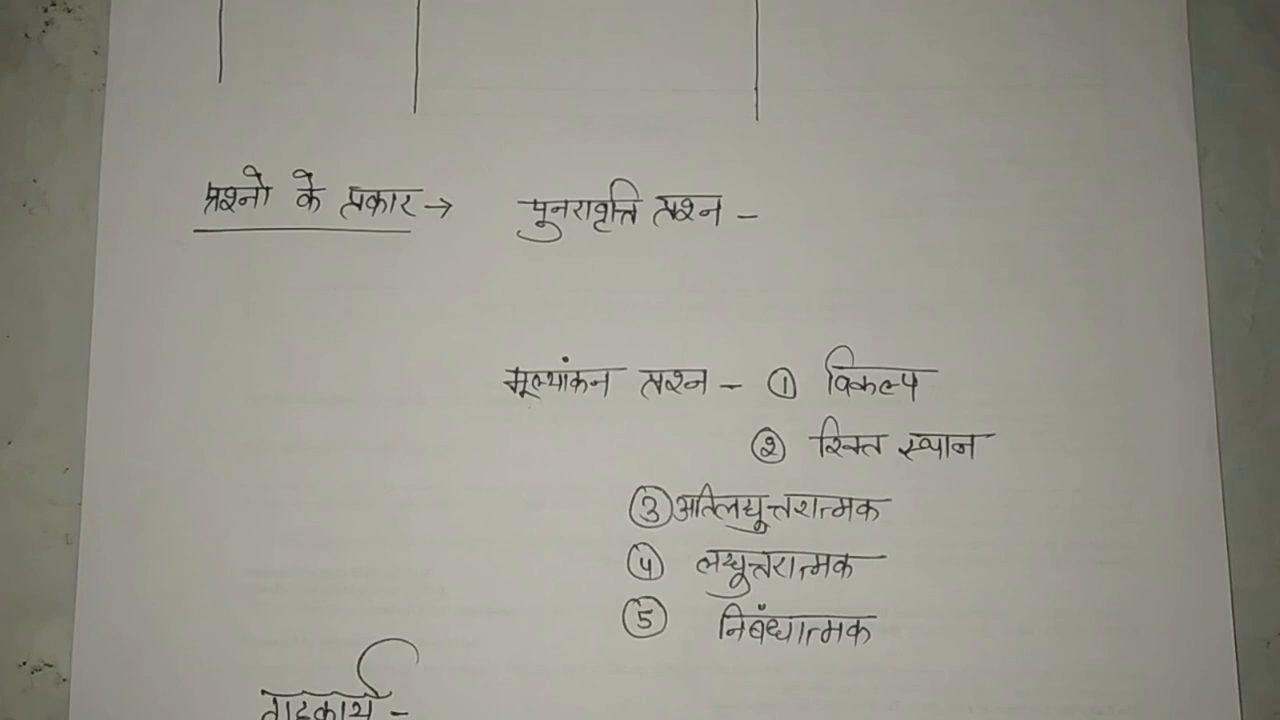 प्रश्नो के प्रकार → पुनरावृत्ति प्रश्न -
मूल्यांकन प्रश्न - ① विकल्प
② रिक्त स्थान
③ अतिलघुत्तरात्मक
④ लघुत्तरात्मक
⑤ निबंधात्मक
गृहकार्य -